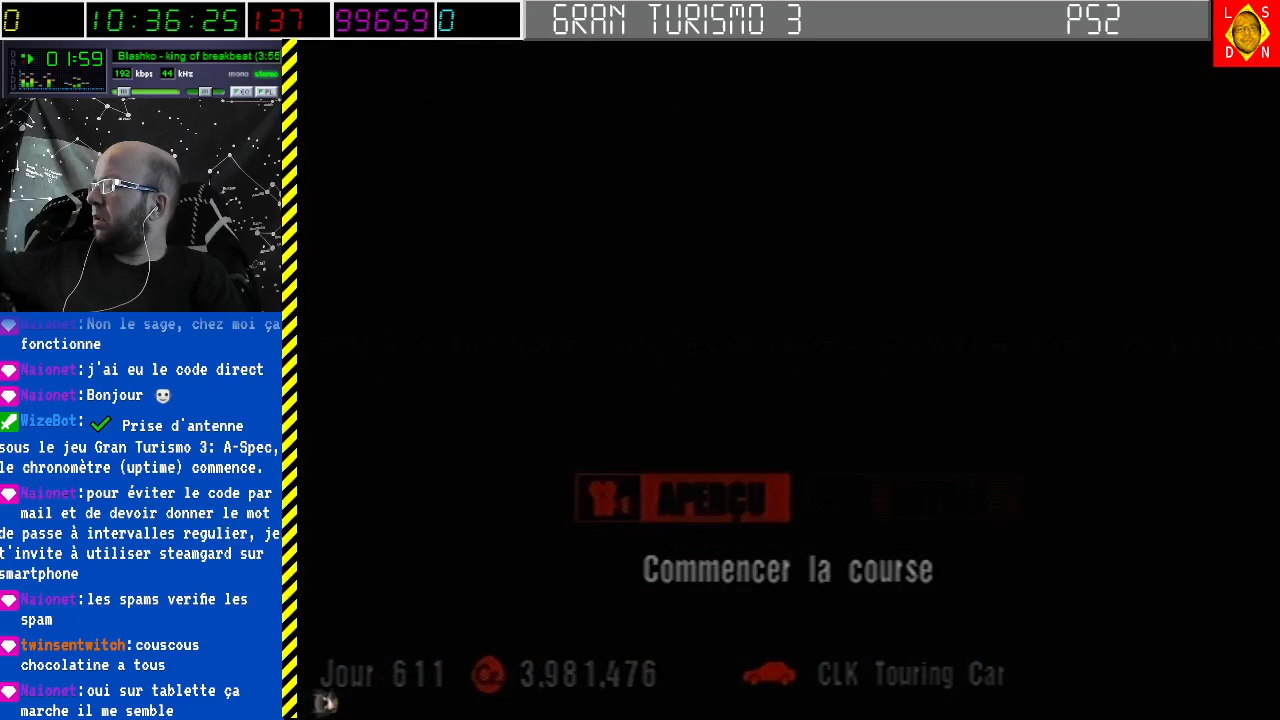 0 10:36:25 137 99659 0 GRAN TURISMO 3 PS2
L S
D N
01:59 Blashko - king of breakbeat (3:56
192 kbps 44 kHz mono stereo
EQ PL
Naionet: Non le sage, chez moi ça
fonctionne
Naionet: j'ai eu le code direct
Naionet: Bonjour
WizeBot: Prise d'antenne
sous le jeu Gran Turismo 3: A-Spec,
le chronomètre (uptime) commence.
Naionet: pour éviter le code par
mail et de devoir donner le mot
de passe à intervalles regulier, je
t'invite à utiliser steamgard sur
smartphone
Naionet: les spams verifie les
spam
twinsentwitch: couscous
chocolatine a tous
Naionet: oui sur tablette ça
marche il me semble
APERÇU
Commencer la course
Jour 611 3,981,476 CLK Touring Car